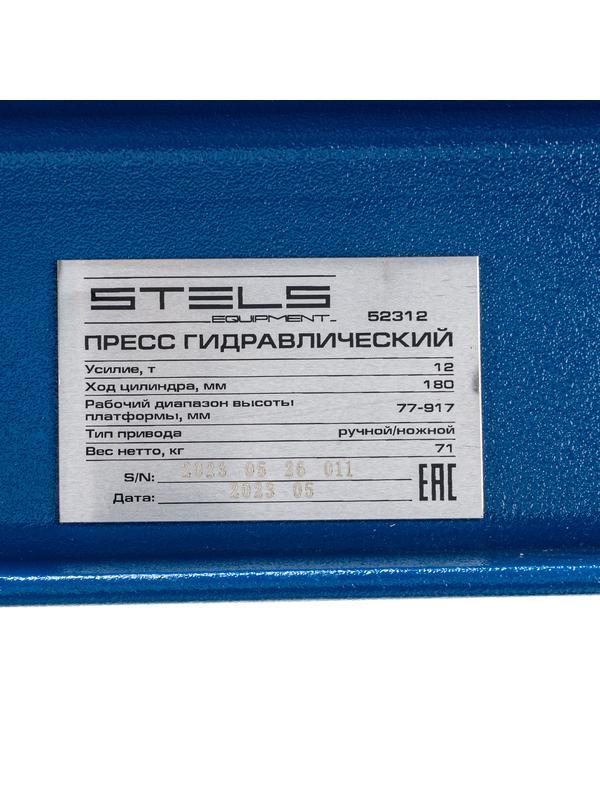 STELS
EQUIPMENT
52312
ПРЕСС ГИДРАВЛИЧЕСКИЙ
Усилие, т 12
Ход цилиндра, мм 180
Рабочий диапазон высоты
платформы, мм 77-917
Тип привода ручной/ножной
Вес нетто, кг 71
S/N: 2023 05 26 011
Дата: 2023 05
EAC